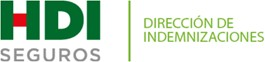 HDI
SEGUROS
DIRECCIÓN DE
INDEMNIZACIONES